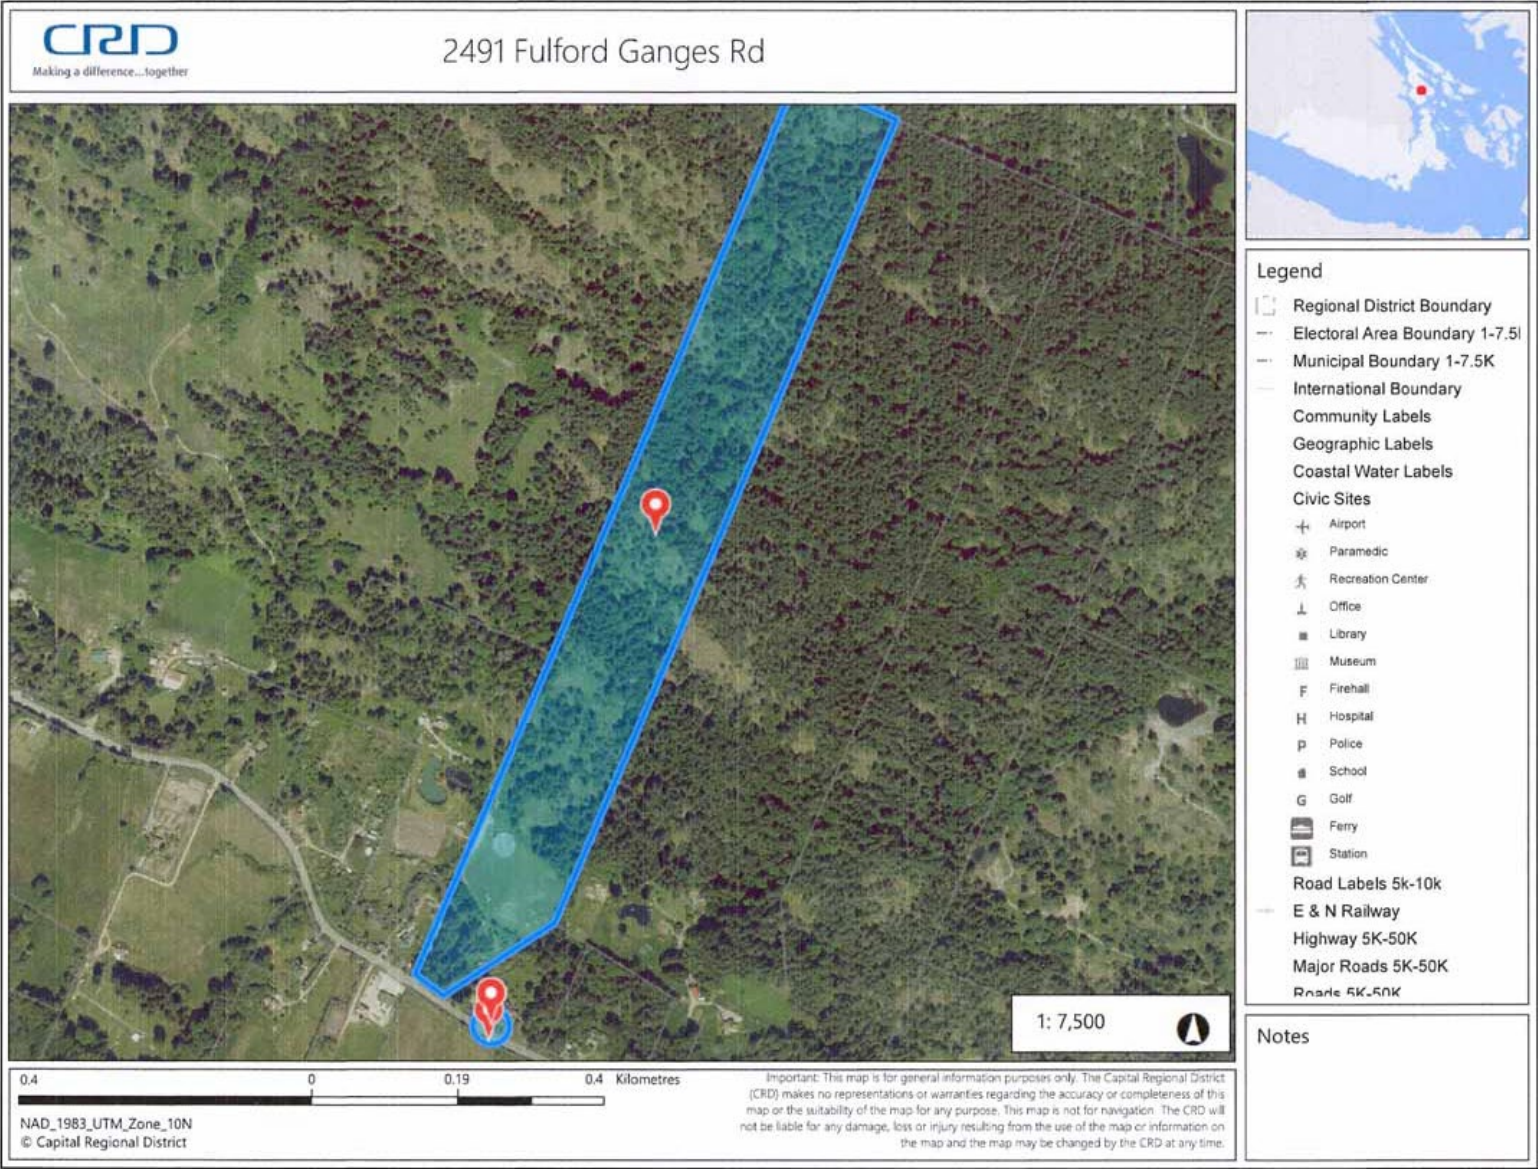 CRD
Making a difference...together
2491 Fulford Ganges Rd
Legend
Regional District Boundary
Electoral Area Boundary 1-7.5
Municipal Boundary 1-7.5K
International Boundary
Community Labels
Geographic Labels
Coastal Water Labels
Civic Sites
Airport
Paramedic
Recreation Center
Office
Library
Museum
F Firehall
H Hospital
P Police
School
G Golf
Ferry
Station
Road Labels 5k-10k
E & N Railway
Highway 5K-50K
Major Roads 5K-50K
Roads 5K-50K
1: 7,500
Notes
0.4 0 0.19 0.4 Kilometres
NAD_1983_UTM_Zone_10N
© Capital Regional District
Important: This map is for general information purposes only. The Capital Regional District
(CRD) makes no representations or warranties regarding the accuracy or completeness of this
map or the suitability of the map for any purpose. This map is not for navigation. The CRD will
not be liable for any damage, loss or injury resulting from the use of the map or information on
the map and the map may be changed by the CRD at any time.